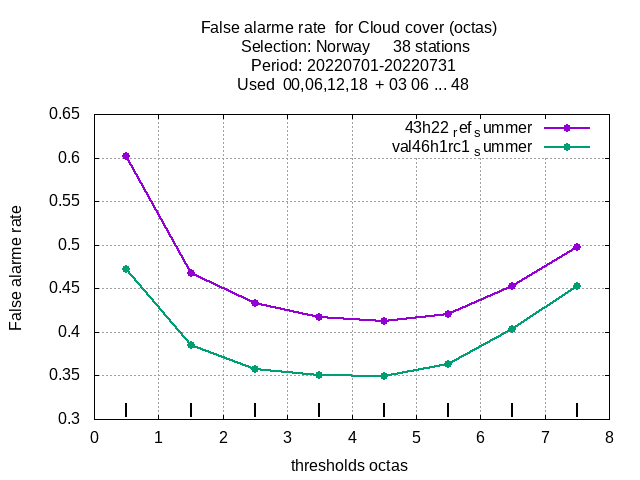 False alarme rate  for Cloud cover (octas)
Selection: Norway     38 stations
Period: 20220701-20220731
Used  00,06,12,18  + 03 06 ... 48
0.65
0.6
0.55
0.5
0.45
0.4
0.35
0.3
False alarme rate
43h22 ref summer
val46h1rc1 summer
0 1 2 3 4 5 6 7 8
thresholds octas